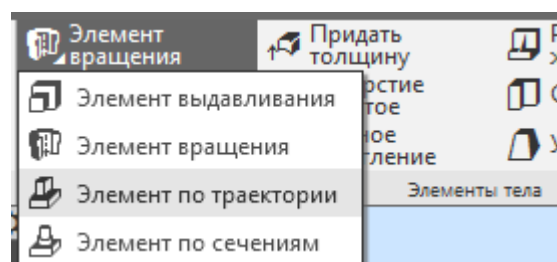 Элемент вращения
Придать толщину
Элемент выдавливания
Элемент вращения
Элемент по траектории
Элемент по сечениям
Элементы тела